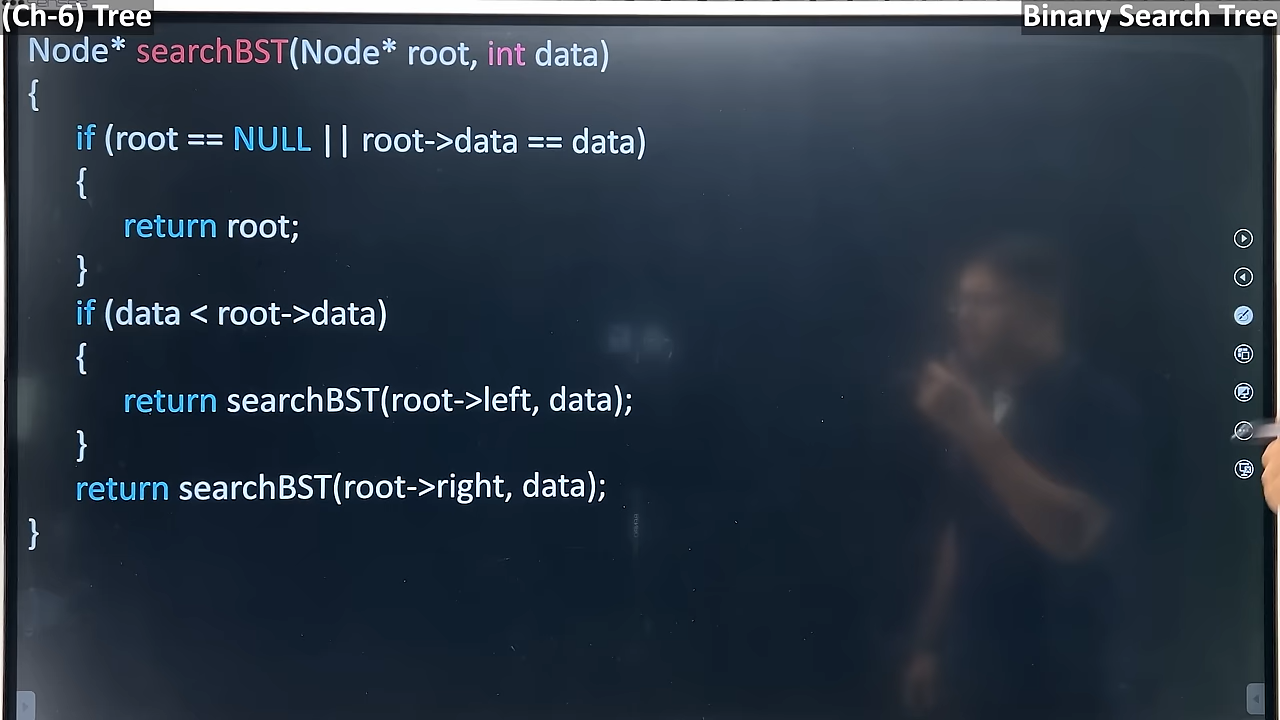 (Ch-6) Tree
Binary Search Tree
Node* searchBST(Node* root, int data)
{
if (root == NULL || root->data == data)
{
return root;
}
if (data < root->data)
{
return searchBST(root->left, data);
}
return searchBST(root->right, data);
}